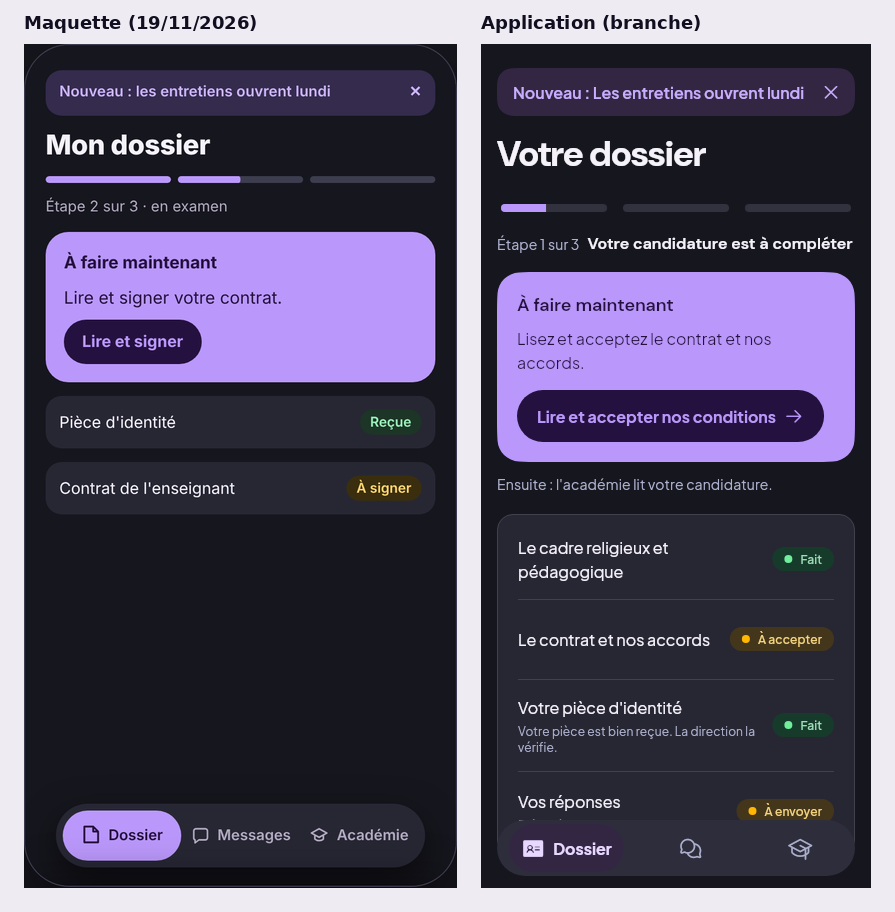 Maquette (19/11/2026)
Nouveau : les entretiens ouvrent lundi
Mon dossier
Étape 2 sur 3 · en examen
À faire maintenant
Lire et signer votre contrat.
Lire et signer
Pièce d'identité
Reçue
Contrat de l'enseignant
À signer
Dossier
Messages
Académie
Application (branche)
Nouveau : Les entretiens ouvrent lundi
Votre dossier
Étape 1 sur 3 Votre candidature est à compléter
À faire maintenant
Lisez et acceptez le contrat et nos
accords.
Lire et accepter nos conditions
Ensuite : l'académie lit votre candidature.
Le cadre religieux et
pédagogique
Fait
Le contrat et nos accords
À accepter
Votre pièce d'identité
Votre pièce est bien reçue. La direction la
vérifie.
Fait
Vos réponses
À envoyer
Dossier